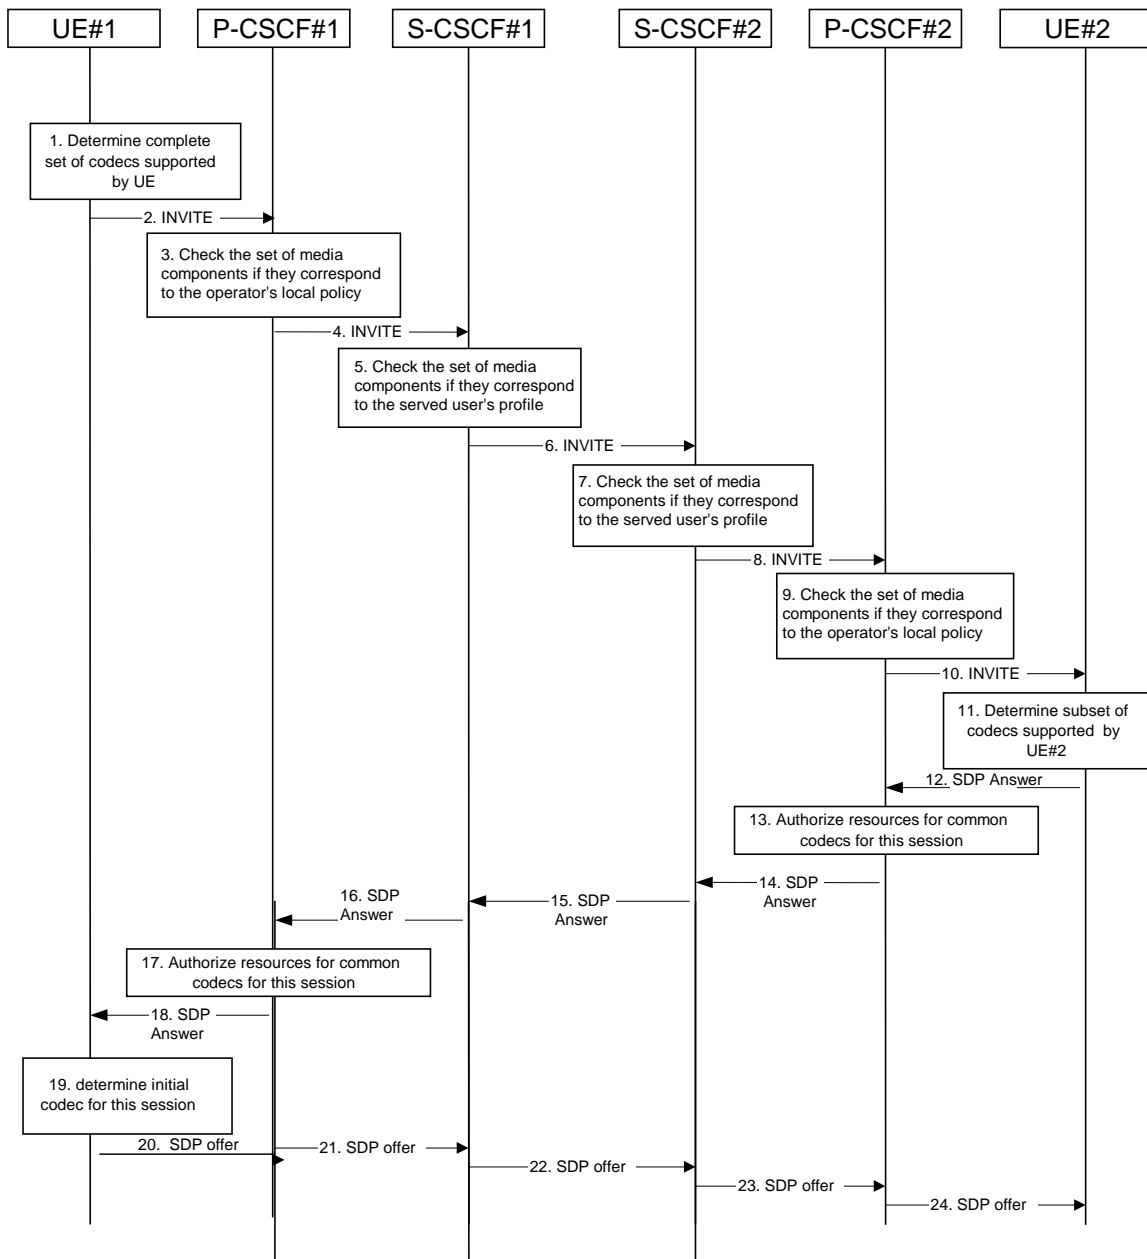 UE#1
P-CSCF#1
S-CSCF#1
S-CSCF#2
P-CSCF#2
UE#2
1. Determine complete
set of codecs supported
by UE
2. INVITE
3. Check the set of media
components if they correspond
to the operator's local policy
4. INVITE
5. Check the set of media
components if they correspond
to the served user's profile
6. INVITE
7. Check the set of media
components if they correspond
to the served user's profile
8. INVITE
9. Check the set of media
components if they correspond
to the operator's local policy
10. INVITE
11. Determine subset of
codecs supported by
UE#2
12. SDP Answer
13. Authorize resources for common
codecs for this session
14. SDP
Answer
15. SDP
Answer
16. SDP
Answer
17. Authorize resources for common
codecs for this session
18. SDP
Answer
19. determine initial
codec for this session
20. SDP offer
21. SDP offer
22. SDP offer
23. SDP offer
24. SDP offer